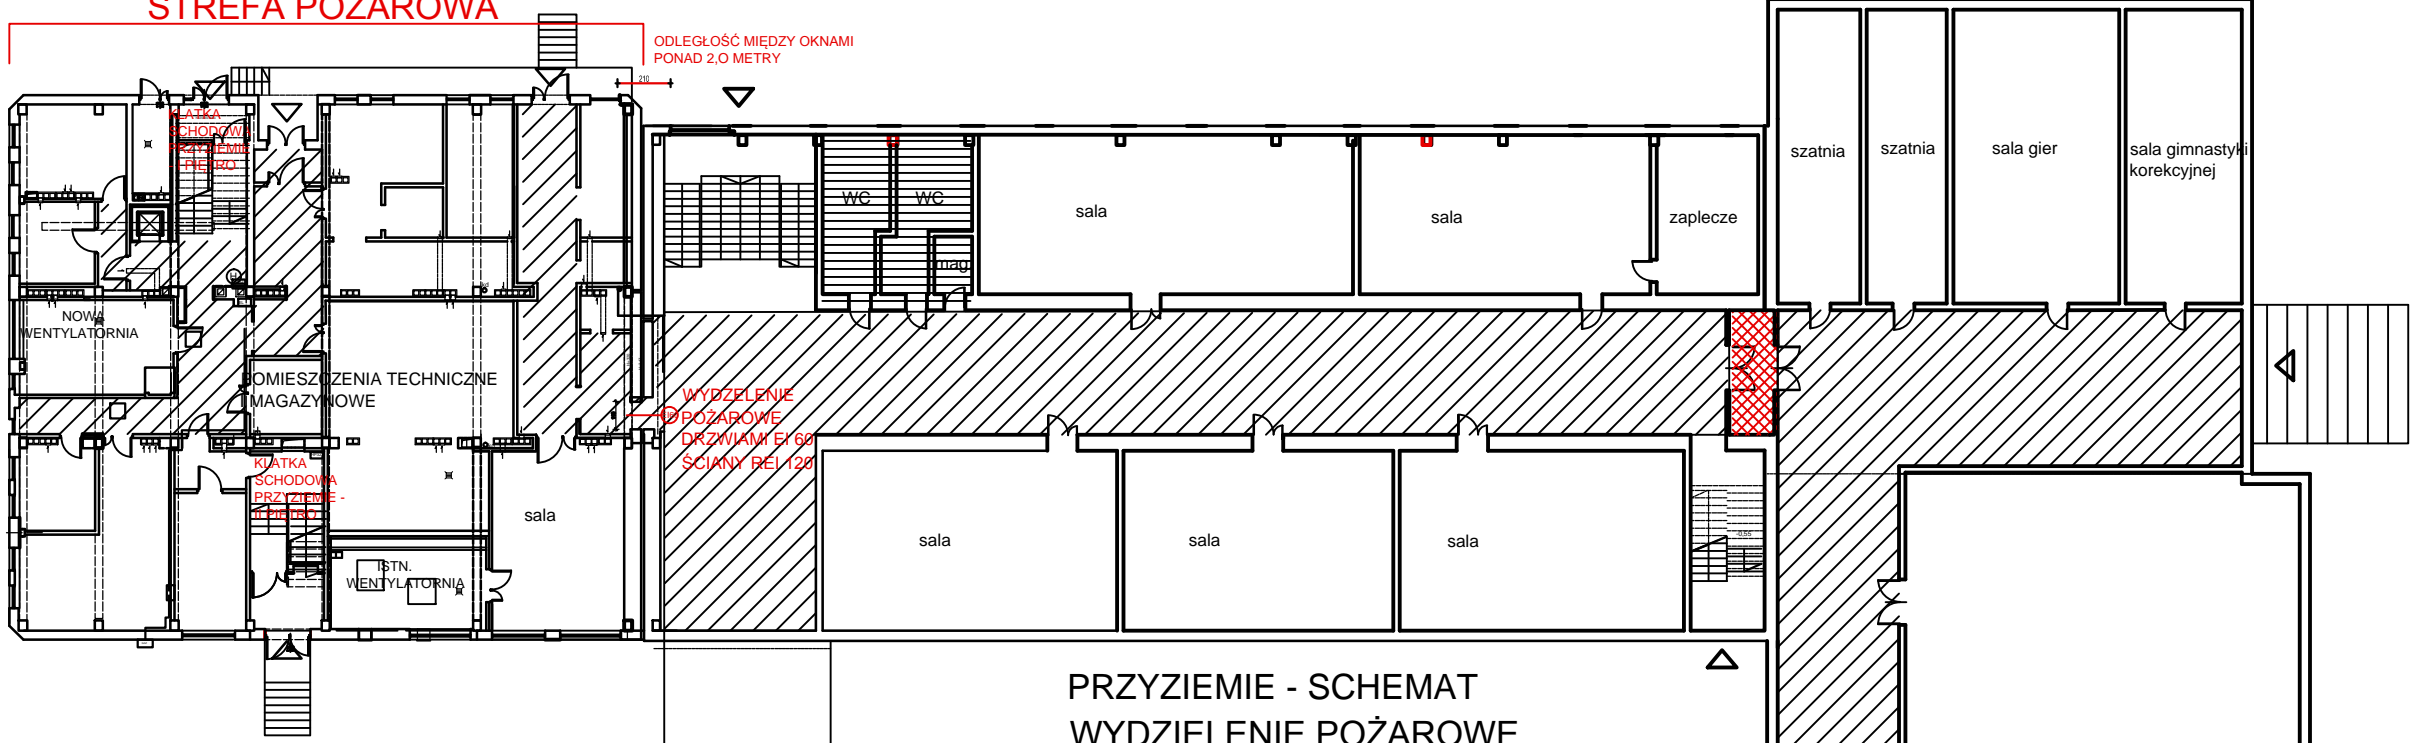 STREFA POŻAROWA
ODLEGŁOŚĆ MIĘDZY OKNAMI
PONAD 2,O METRY
210
KLATKA
SCHODOWA
PRZYZIEMIE
- I PIĘTRO
NOWA
WENTYLATORNIA
POMIESZCZENIA TECHNICZNE
I MAGAZYNOWE
KLATKA
SCHODOWA
PRZYZIEMIE -
II PIĘTRO
ISTN.
WENTYLATORNIA
sala
WYDZELENIE
POŻAROWE
DRZWIAMI EI 60
ŚCIANY REI 120
WC
WC
mag
sala
sala
zaplecze
szatnia
szatnia
sala gier
sala gimnastyki
korekcyjnej
sala
sala
sala
-0,55
PRZYZIEMIE - SCHEMAT
WYDZIELENIE POŻAROWE